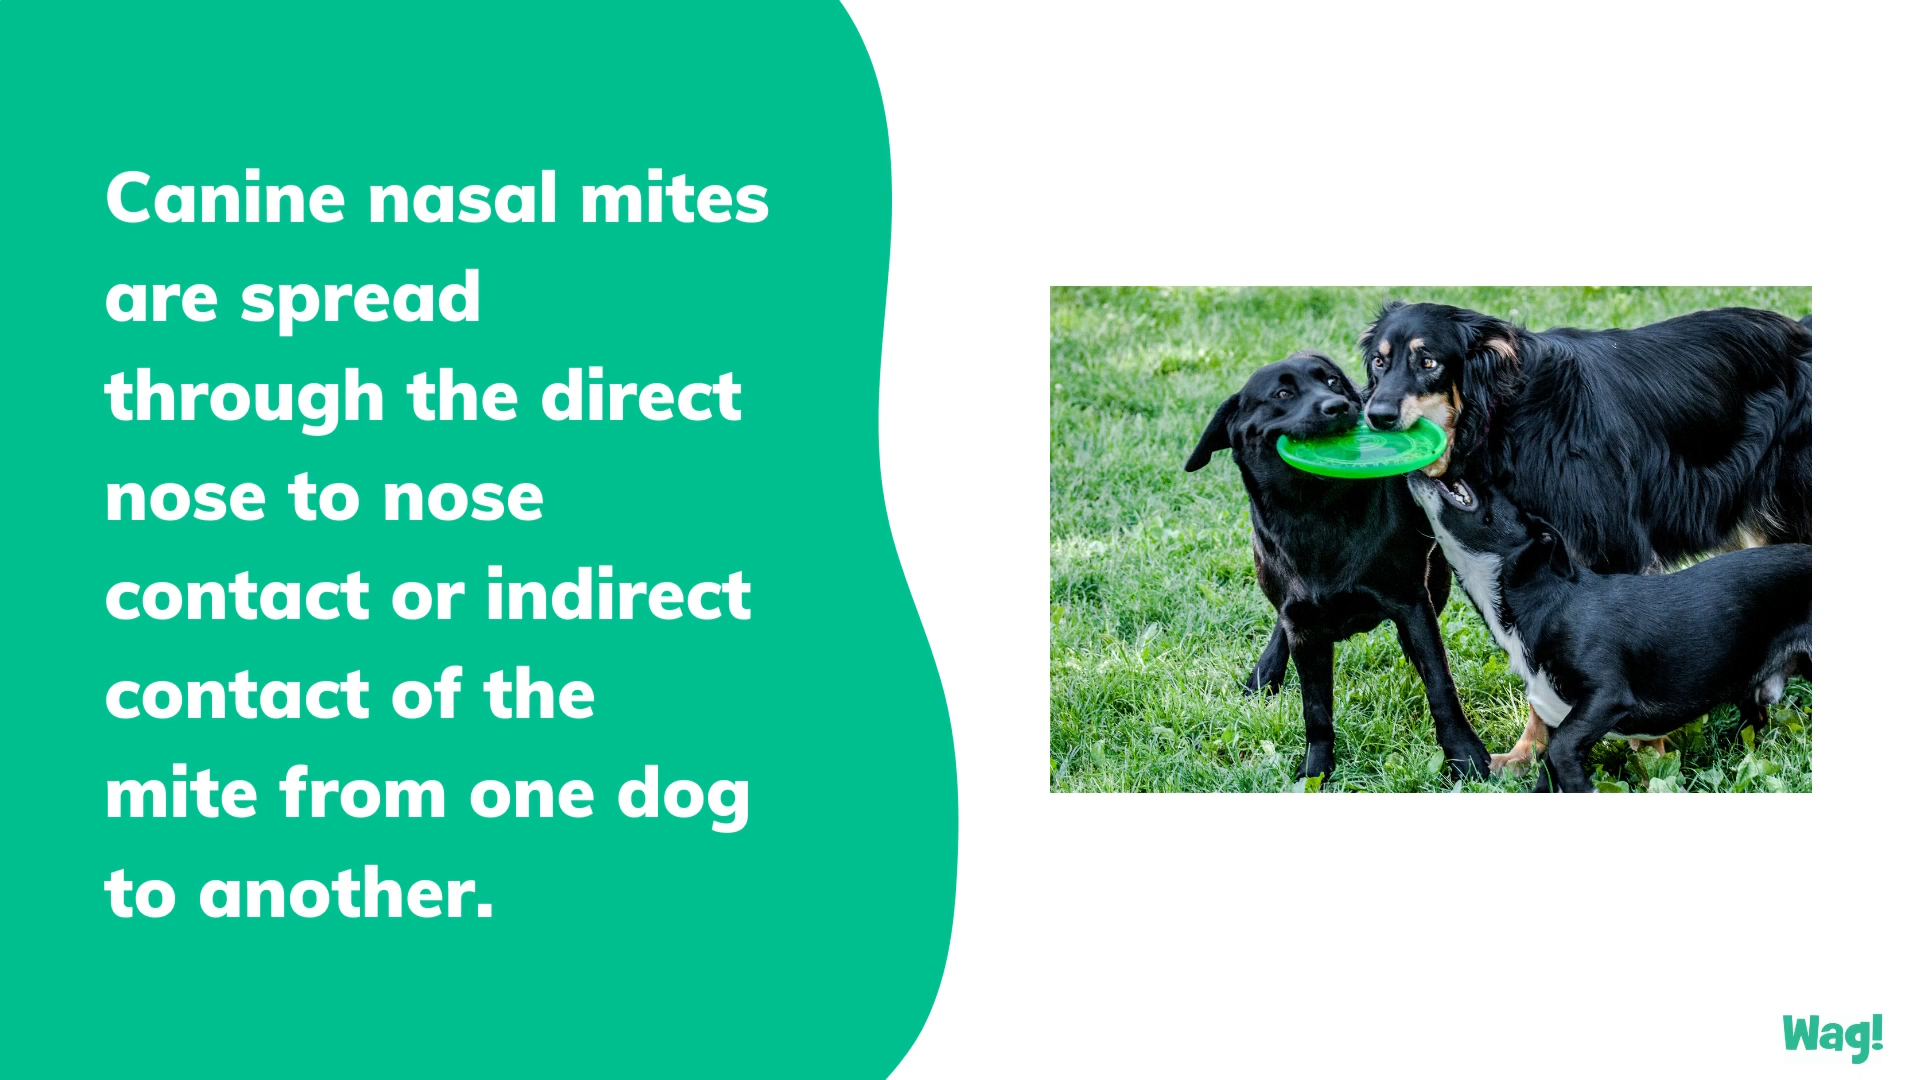 Canine nasal mites
are spread
through the direct
nose to nose
contact or indirect
contact of the
mite from one dog
to another.
Wag!